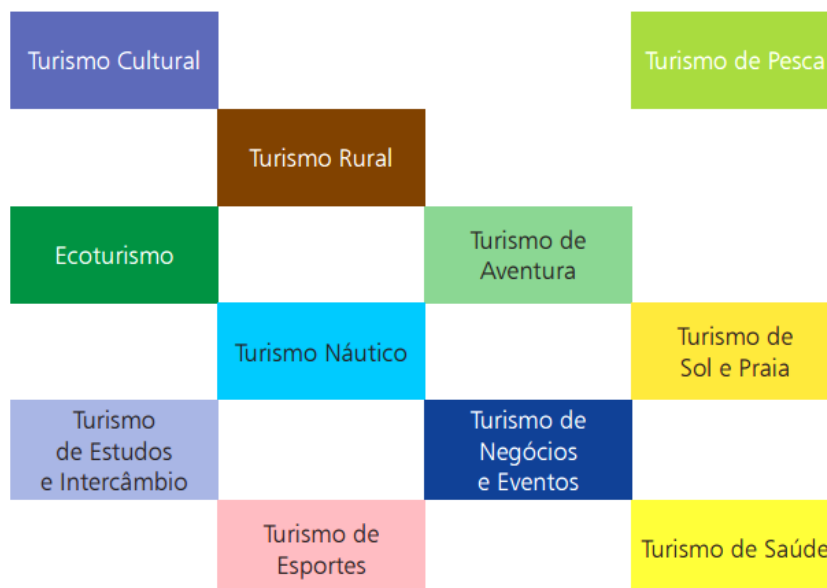 Turismo Cultural
Turismo de Pesca
Turismo Rural
Ecoturismo
Turismo de
Aventura
Turismo Náutico
Turismo de
Sol e Praia
Turismo
de Estudos
e Intercâmbio
Turismo de
Negócios
e Eventos
Turismo de
Esportes
Turismo de Saúde